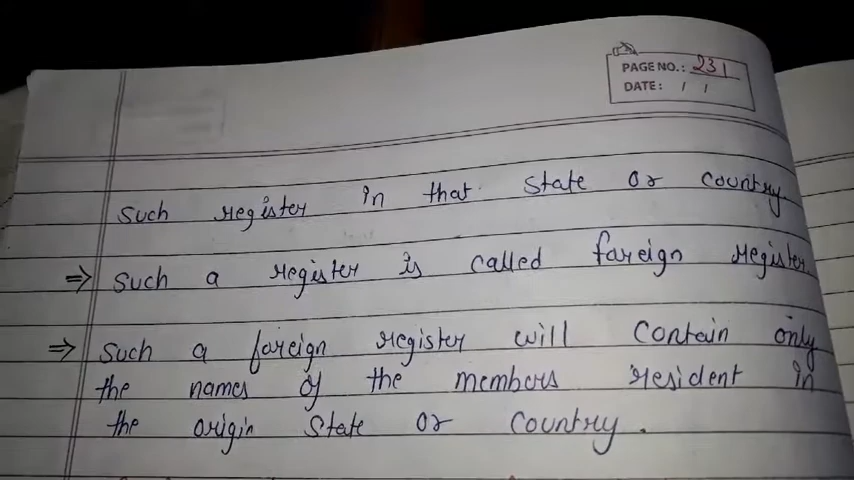 PAGE NO.: 231
DATE: / /
such register in that state or country.
⇒ Such a register is called foreign register.
⇒ Such a foreign register will contain only
the names of the members resident in
the origin State or country.